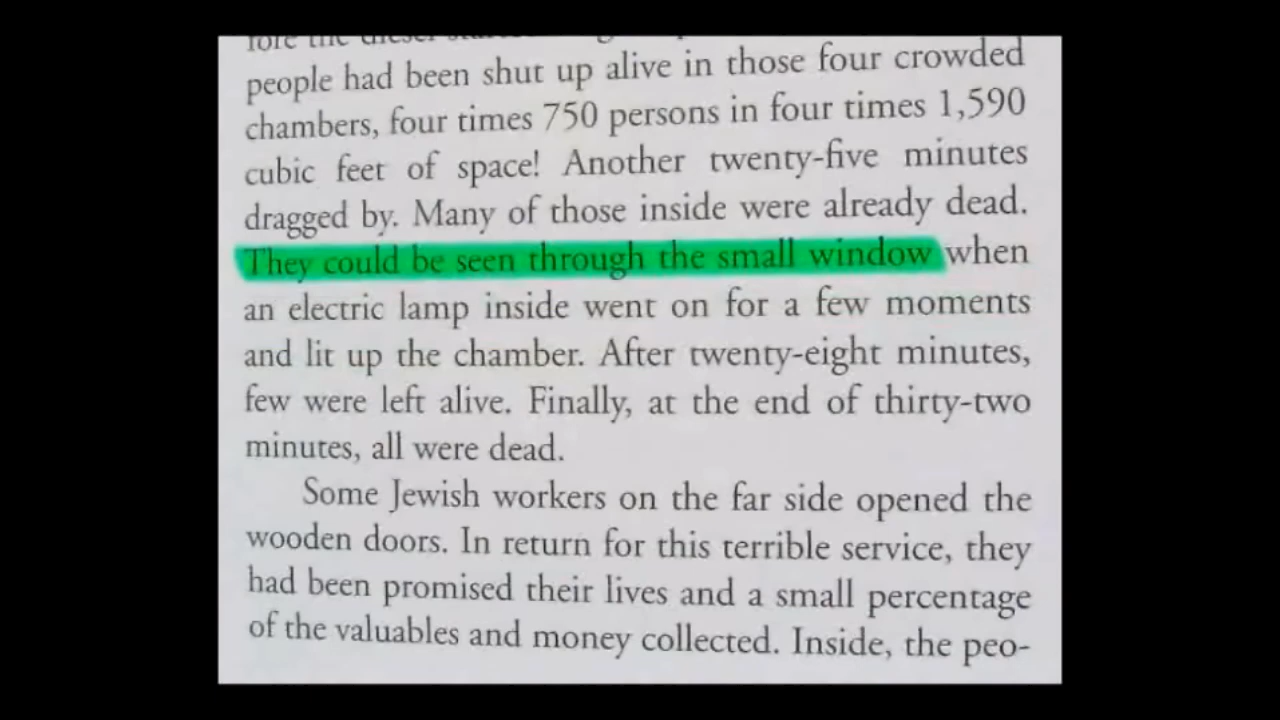 people had been shut up alive in those four crowded
chambers, four times 750 persons in four times 1,590
cubic feet of space! Another twenty-five minutes
dragged by. Many of those inside were already dead.
They could be seen through the small window when
an electric lamp inside went on for a few moments
and lit up the chamber. After twenty-eight minutes,
few were left alive. Finally, at the end of thirty-two
minutes, all were dead.
Some Jewish workers on the far side opened the
wooden doors. In return for this terrible service, they
had been promised their lives and a small percentage
of the valuables and money collected. Inside, the peo-